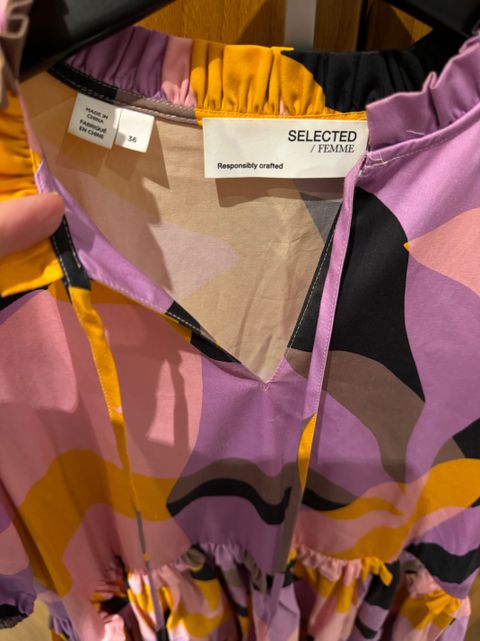 MADE IN
CHINA
FABRIQUÉ
EN CHINE
36
SELECTED
/ FEMME
Responsibly crafted